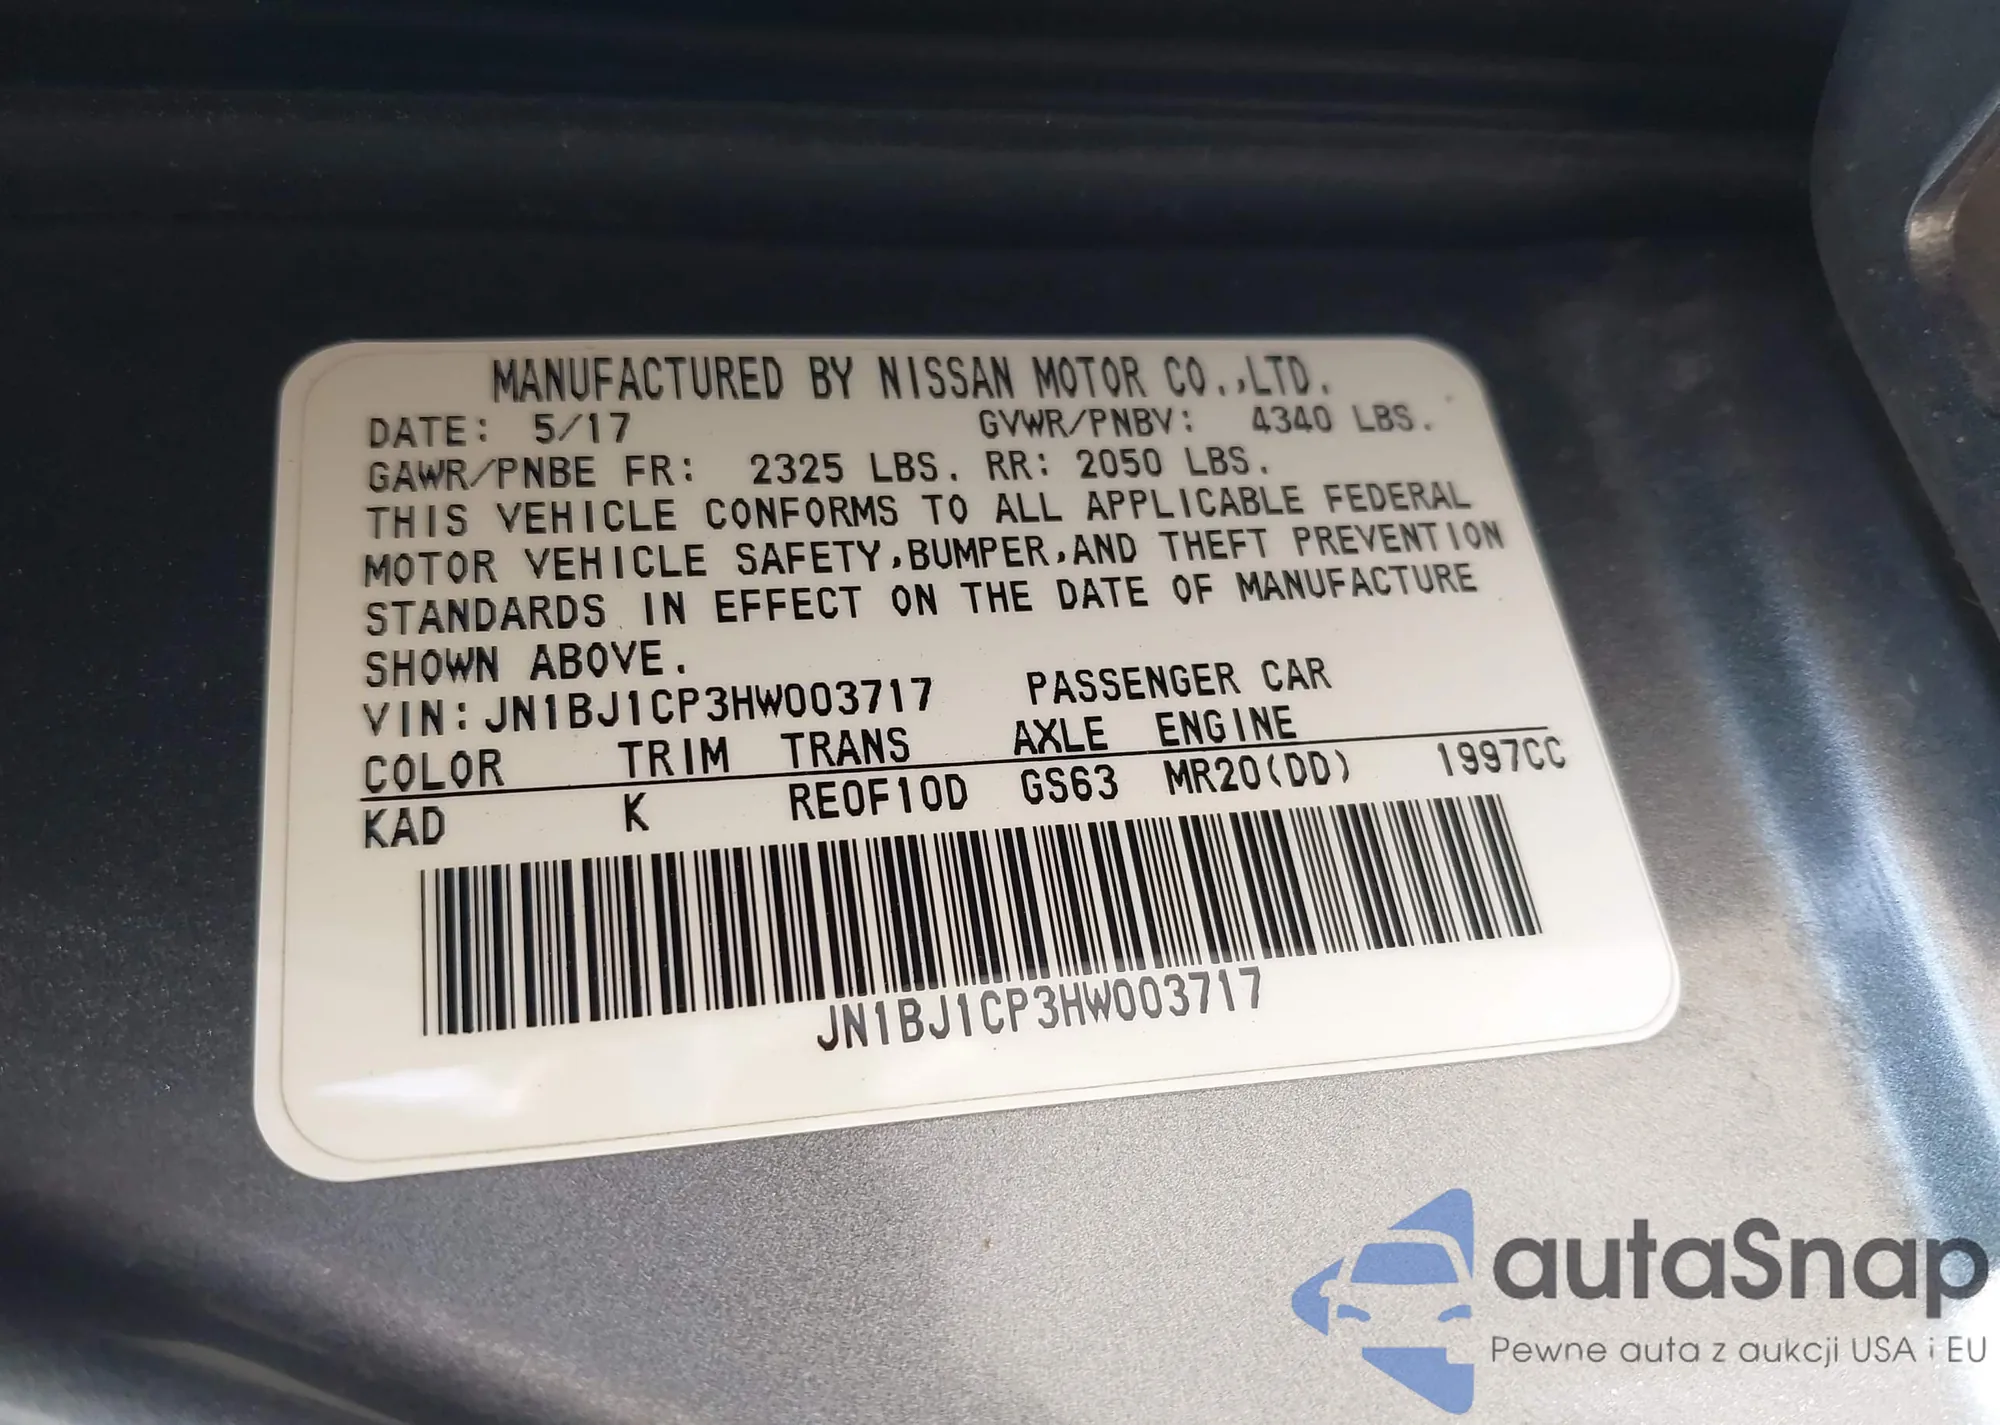 MANUFACTURED BY NISSAN MOTOR CO.,LTD.
DATE: 5/17 GVWR/PNBV: 4340 LBS.
GAWR/PNBE FR: 2325 LBS. RR: 2050 LBS.
THIS VEHICLE CONFORMS TO ALL APPLICABLE FEDERAL
MOTOR VEHICLE SAFETY,BUMPER,AND THEFT PREVENTION
STANDARDS IN EFFECT ON THE DATE OF MANUFACTURE
SHOWN ABOVE.
VIN:JN1BJ1CP3HW003717 PASSENGER CAR
COLOR TRIM TRANS AXLE ENGINE
KAD K RE0F10D GS63 MR20(DD) 1997CC
JN1BJ1CP3HW003717
autaSnap
Pewne auta z aukcji USA i EU